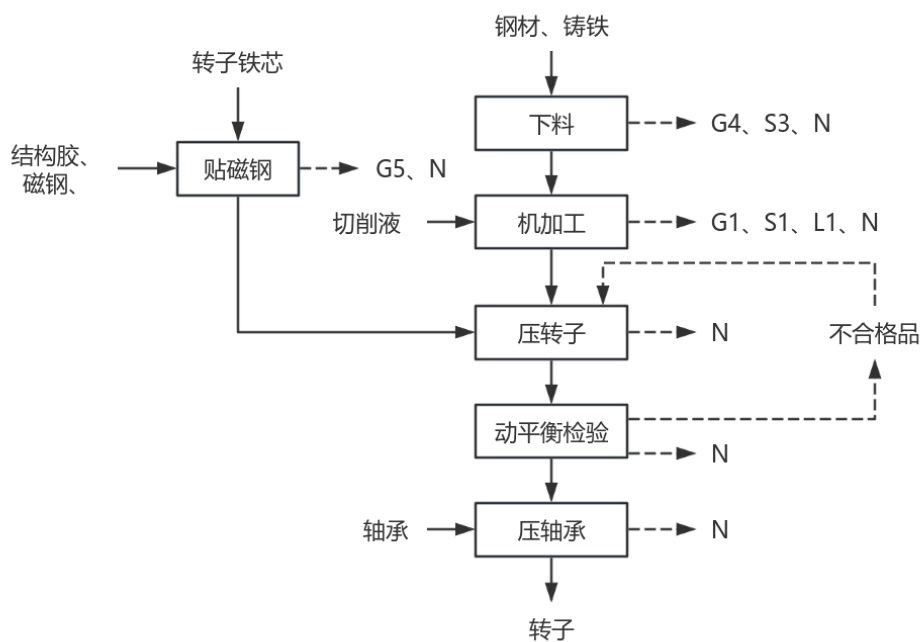 钢材、铸铁
转子铁芯
下料
G4、S3、N
结构胶、
磁钢、
贴磁钢
G5、N
切削液
机加工
G1、S1、L1、N
压转子
N
不合格品
动平衡检验
N
轴承
压轴承
N
转子